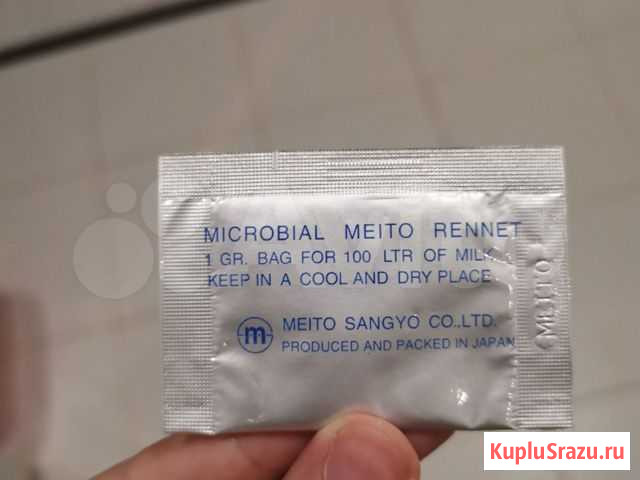 MICROBIAL MEITO RENNET
1 GR. BAG FOR 100 LTR OF MILK
KEEP IN A COOL AND DRY PLACE
m
MEITO SANGYO CO.,LTD.
PRODUCED AND PACKED IN JAPAN
MEITO
KupluSrazu.ru